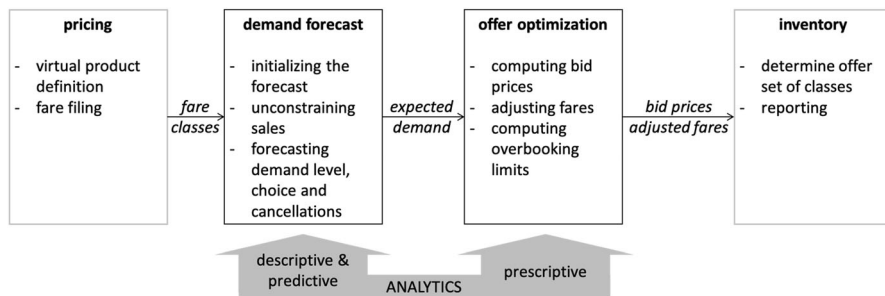 pricing
- virtual product
definition
- fare filing
fare
classes
demand forecast
- initializing the
forecast
- unconstraining
sales
- forecasting
demand level,
choice and
cancellations
expected
demand
offer optimization
- computing bid
prices
- adjusting fares
- computing
overbooking
limits
bid prices
adjusted fares
inventory
- determine offer
set of classes
- reporting
descriptive &
predictive
ANALYTICS
prescriptive